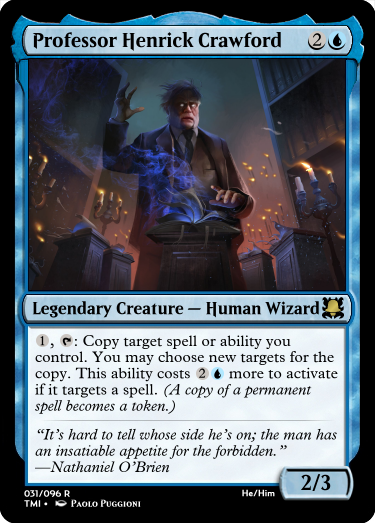 Professor Henrick Crawford 2
Legendary Creature — Human Wizard
1, : Copy target spell or ability you
control. You may choose new targets for the
copy. This ability costs 2 more to activate
if it targets a spell. (A copy of a permanent
spell becomes a token.)
“It’s hard to tell whose side he’s on; the man has
an insatiable appetite for the forbidden.”
—Nathaniel O’Brien
2/3
031/096 R
He/Him
TMI • Paolo Puggioni